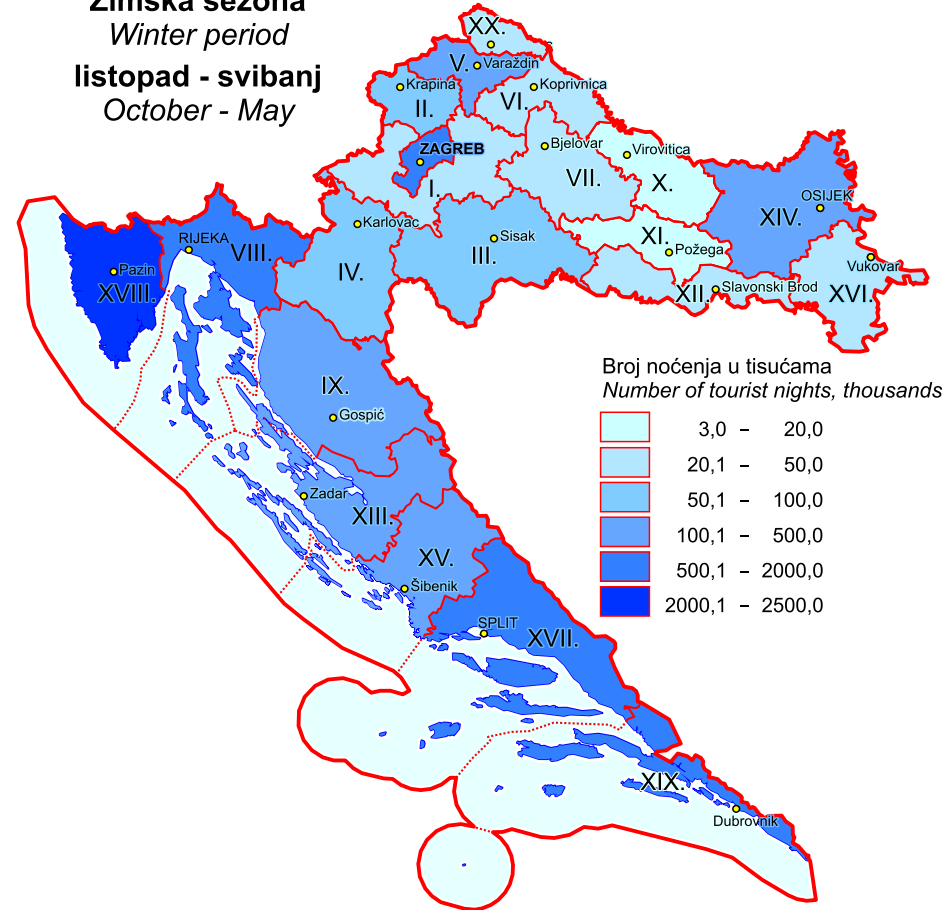 Zimska sezona
Winter period
listopad - svibanj
October - May
XX.
V.
Varaždin
Krapina
II.
Koprivnica
VI.
ZAGREB
I.
Bjelovar
VII.
Virovitica
X.
OSIJEK
XIV.
Karlovac
Sisak
III.
IV.
XI.
Požega
RIJEKA
VIII.
Pazin
XVIII.
Vukovar
XVI.
XII.
Slavonski Brod
IX.
Gospić
Zadar
XIII.
XV.
Šibenik
SPLIT
XVII.
XIX.
Dubrovnik
Broj noćenja u tisućama
Number of tourist nights, thousands
3,0 – 20,0
20,1 – 50,0
50,1 – 100,0
100,1 – 500,0
500,1 – 2000,0
2000,1 – 2500,0